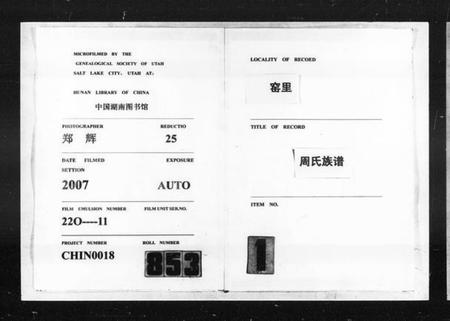 MICROFILMED BY THE
GENEALOGICAL SOCIETY OF UTAH
SALT LAKE CITY, UTAH AT:
HUNAN LIBRARY OF CHINA
中国湖南图书馆
PHOTOGRAPHER REDUCTIO
郑 辉 25
DATE FILMED EXPOSURE
SETTION
2007 AUTO
FILM EMULSION NUMBER FILM UNIT SER.NO.
22O----11
PROJECT NUMBER ROLL NUMBER
CHIN0018 853
LOCALITY OF RECORD
窑里
TITLE OF RECORD
周氏族谱
ITEM NO.
1